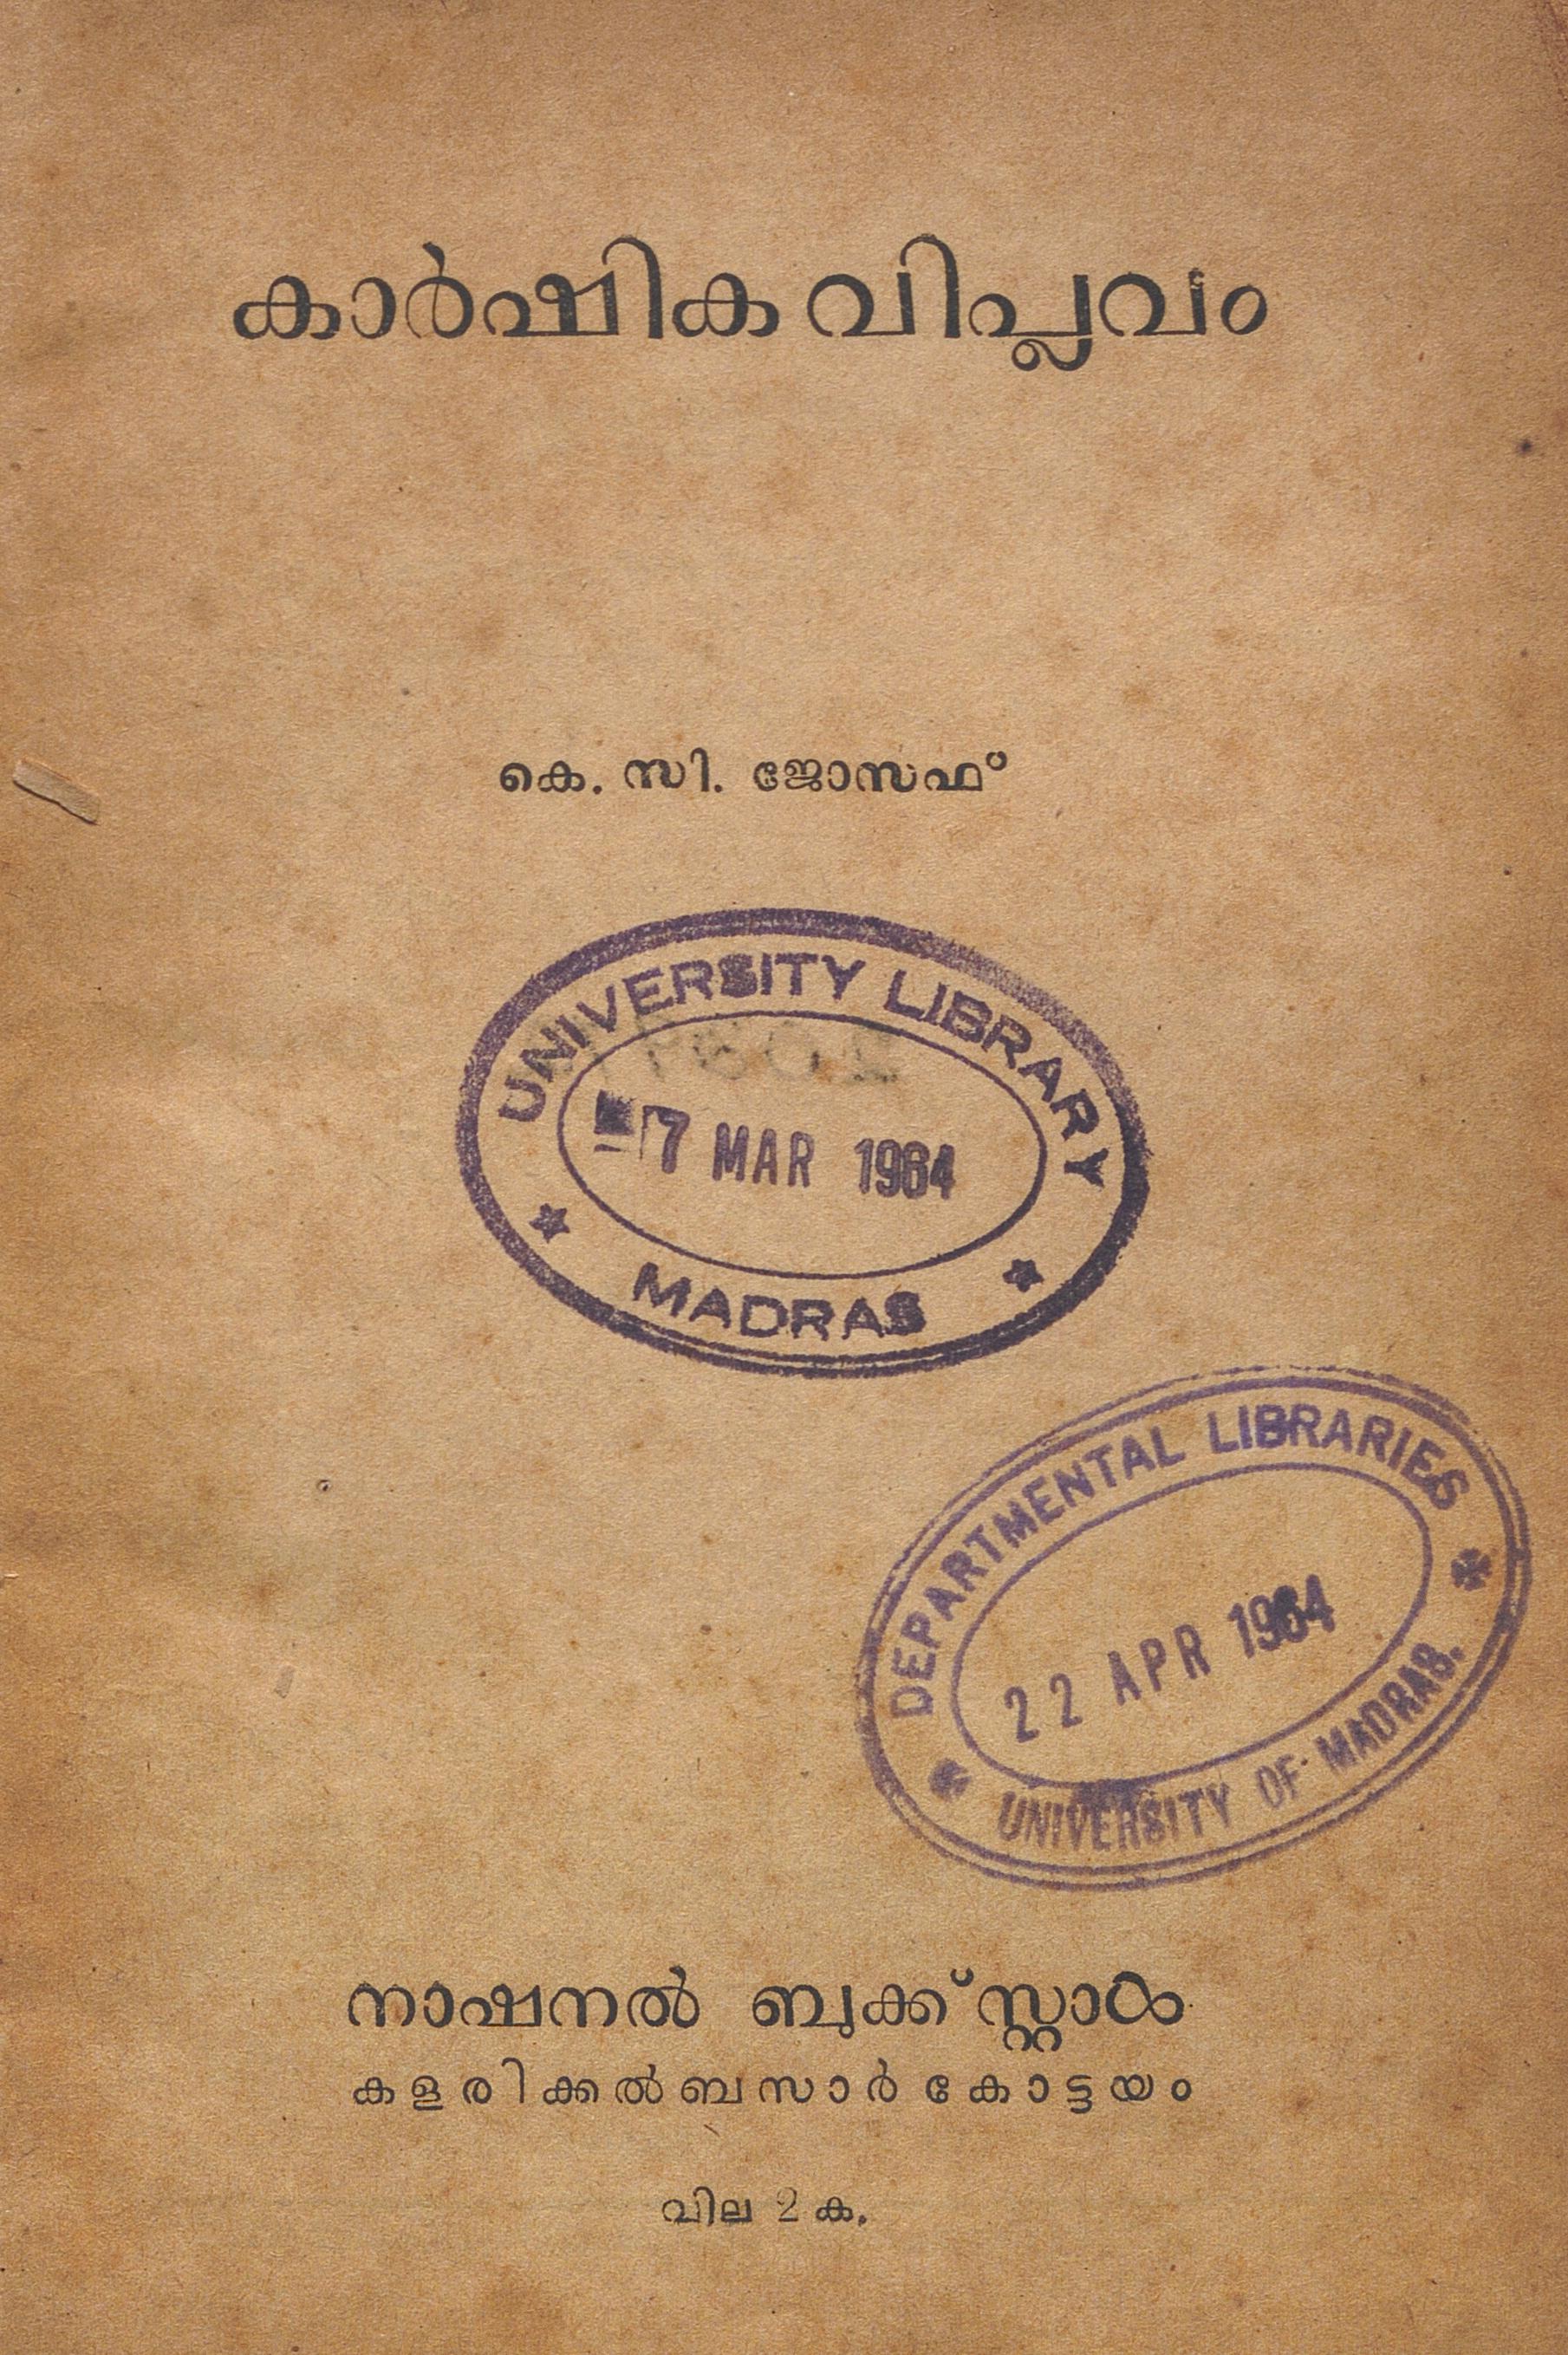 കാർഷിക വിപ്ലവം
കെ. സി. ജോസഫ്
UNIVERSITY LIBRARY
7 MAR 1964
MADRAS
DEPARTMENTAL LIBRARIES
22 APR 1964
UNIVERSITY OF MADRAS.
നാഷനൽ ബുക്ക് സ്റ്റാൾ
കളരിക്കൽബസാർ കോട്ടയം
വില 2 ക.